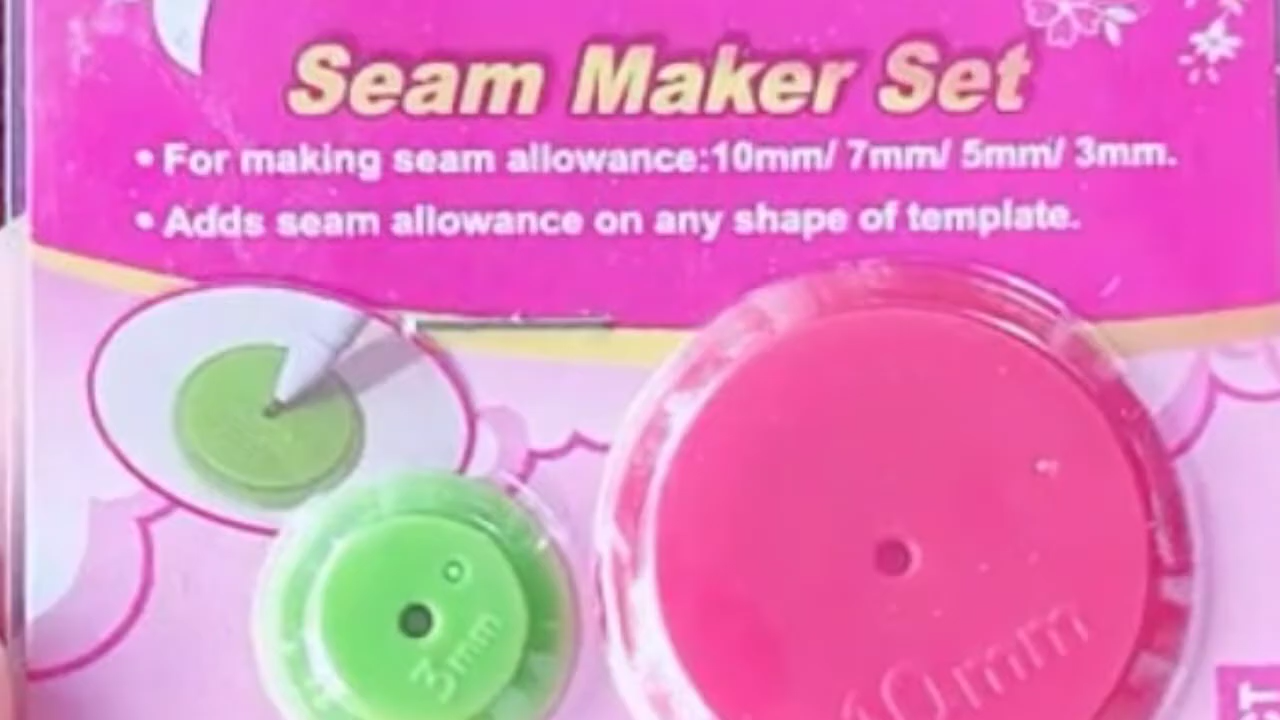 Seam Maker Set
• For making seam allowance:10mm/ 7mm/ 5mm/ 3mm.
• Adds seam allowance on any shape of template.
3mm
10mm